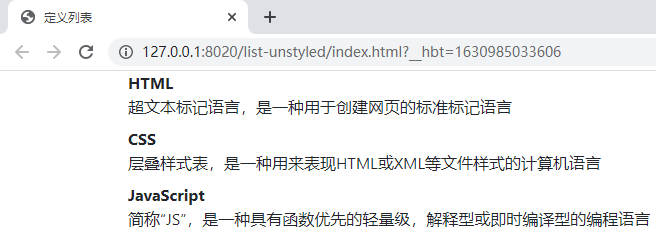 定义列表
127.0.0.1:8020/list-unstyled/index.html?__hbt=1630985033606
HTML
超文本标记语言，是一种用于创建网页的标准标记语言
CSS
层叠样式表，是一种用来表现HTML或XML等文件样式的计算机语言
JavaScript
简称“JS”，是一种具有函数优先的轻量级，解释型或即时编译型的编程语言